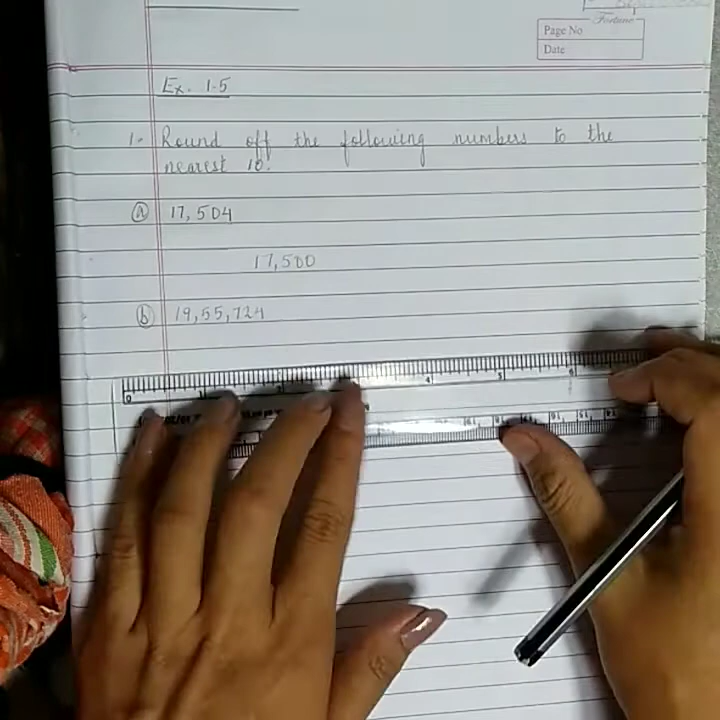 Fortune
Page No
Date
Ex. 1.5
1. Round off the following numbers to the
nearest 10.
(a) 17,504
17,500
(b) 19,55,724